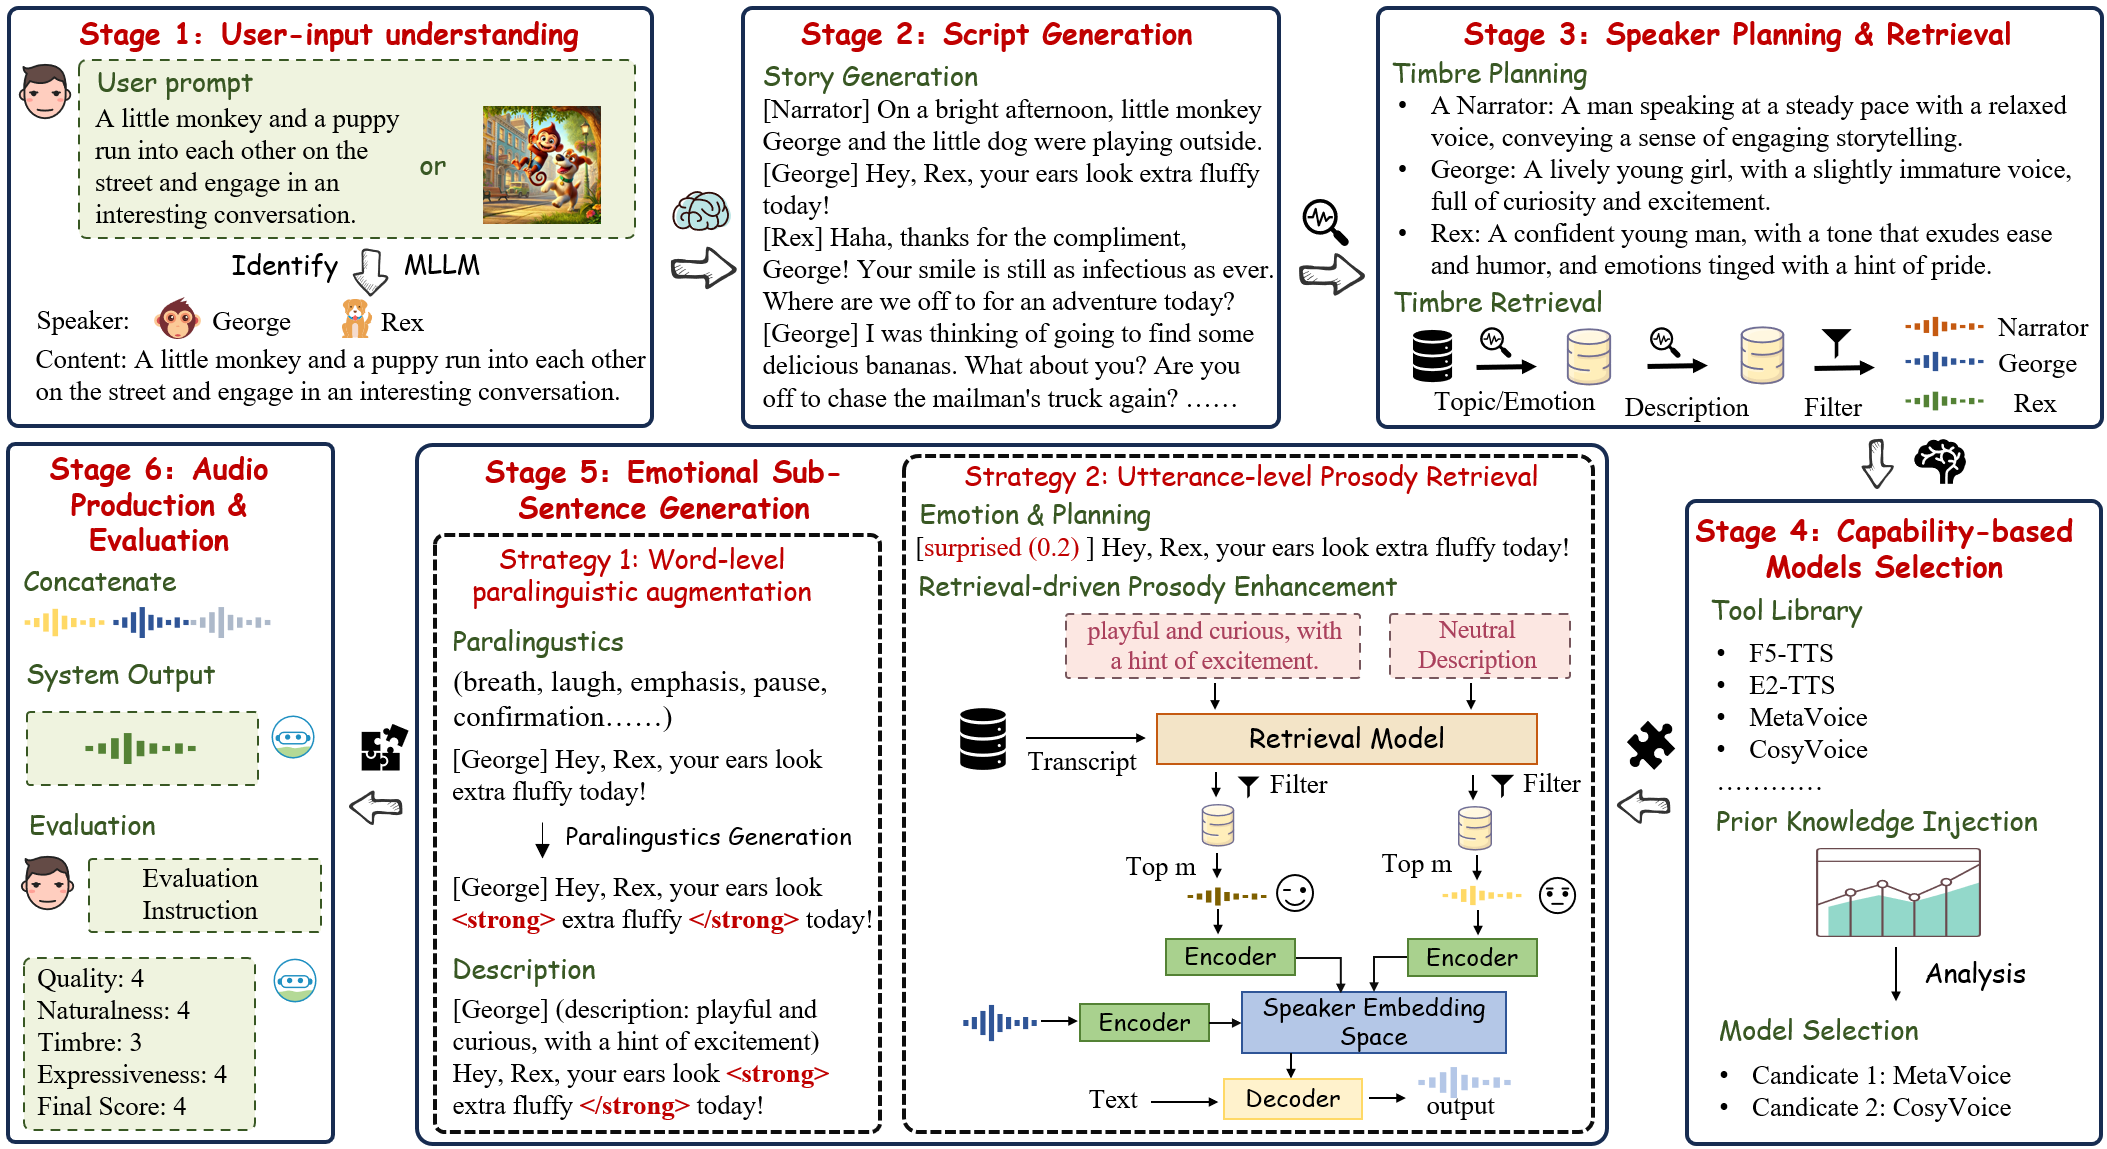 Stage 1: User-input understanding
User prompt
A little monkey and a puppy
run into each other on the
street and engage in an
interesting conversation.
or
Identify
MLLM
Speaker:
George
Rex
Content: A little monkey and a puppy run into each other
on the street and engage in an interesting conversation.
Stage 2: Script Generation
Story Generation
[Narrator] On a bright afternoon, little monkey
George and the little dog were playing outside.
[George] Hey, Rex, your ears look extra fluffy
today!
[Rex] Haha, thanks for the compliment,
George! Your smile is still as infectious as ever.
Where are we off to for an adventure today?
[George] I was thinking of going to find some
delicious bananas. What about you? Are you
off to chase the mailman's truck again? ……
Stage 3: Speaker Planning & Retrieval
Timbre Planning
• A Narrator: A man speaking at a steady pace with a relaxed
voice, conveying a sense of engaging storytelling.
• George: A lively young girl, with a slightly immature voice,
full of curiosity and excitement.
• Rex: A confident young man, with a tone that exudes ease
and humor, and emotions tinged with a hint of pride.
Timbre Retrieval
Topic/Emotion
Description
Filter
Narrator
George
Rex
Stage 4: Capability-based
Models Selection
Tool Library
• F5-TTS
• E2-TTS
• MetaVoice
• CosyVoice
…………
Prior Knowledge Injection
Analysis
Model Selection
• Candicate 1: MetaVoice
• Candicate 2: CosyVoice
Stage 5: Emotional Sub-
Sentence Generation
Strategy 1: Word-level
paralinguistic augmentation
Paralingustics
(breath, laugh, emphasis, pause,
confirmation……)
[George] Hey, Rex, your ears look
extra fluffy today!
Paralingustics Generation
[George] Hey, Rex, your ears look
<strong> extra fluffy </strong> today!
Description
[George] (description: playful and
curious, with a hint of excitement)
Hey, Rex, your ears look <strong>
extra fluffy </strong> today!
Strategy 2: Utterance-level Prosody Retrieval
Emotion & Planning
[surprised (0.2) ] Hey, Rex, your ears look extra fluffy today!
Retrieval-driven Prosody Enhancement
playful and curious, with
a hint of excitement.
Neutral
Description
Transcript
Retrieval Model
Filter
Filter
Top m
Top m
Encoder
Encoder
Encoder
Speaker Embedding
Space
Text
Decoder
output
Stage 6: Audio
Production &
Evaluation
Concatenate
System Output
Evaluation
Evaluation
Instruction
Quality: 4
Naturalness: 4
Timbre: 3
Expressiveness: 4
Final Score: 4